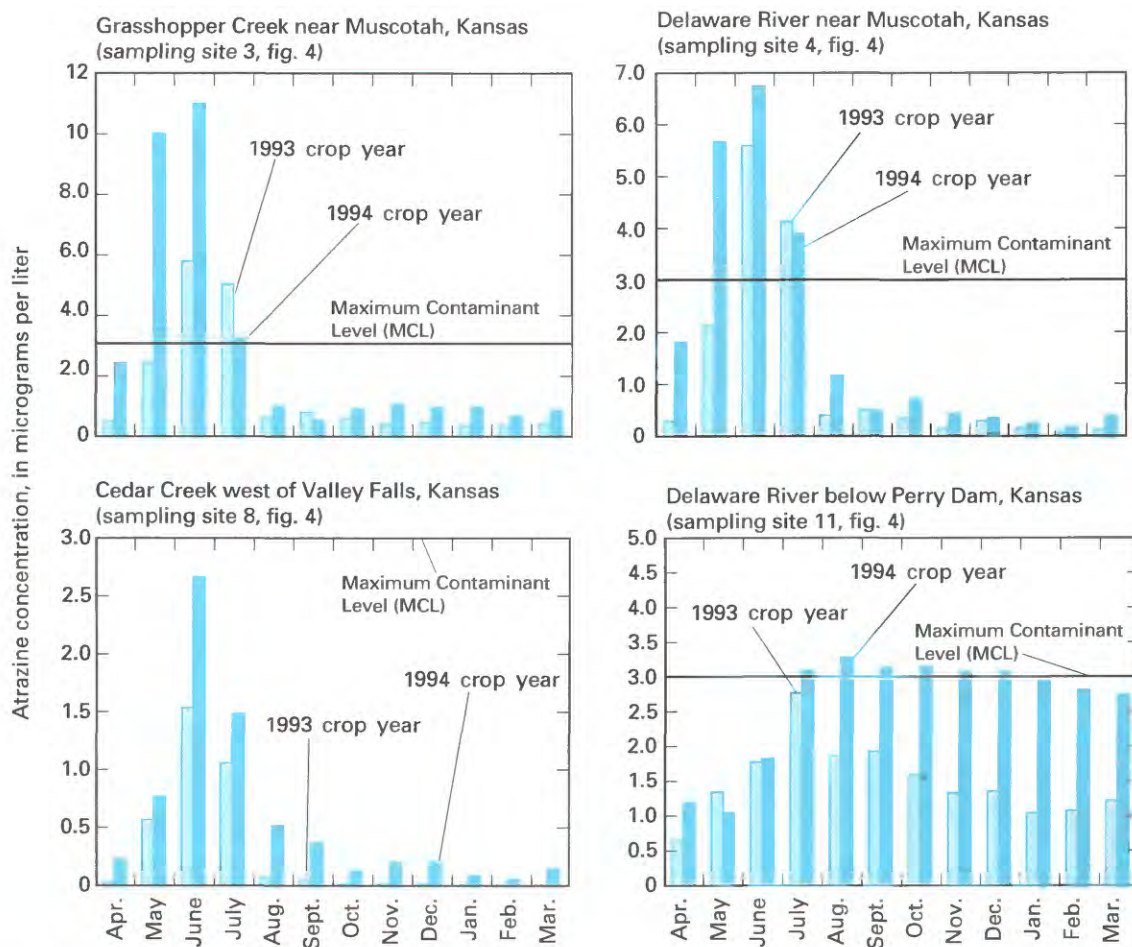 Grasshopper Creek near Muscotah, Kansas
(sampling site 3, fig. 4)
12
10
8.0
6.0
4.0
2.0
0
1993 crop year
1994 crop year
Maximum Contaminant
Level (MCL)
Delaware River near Muscotah, Kansas
(sampling site 4, fig. 4)
7.0
6.0
5.0
4.0
3.0
2.0
1.0
0
1993 crop year
1994 crop year
Maximum Contaminant
Level (MCL)
Atrazine concentration, in micrograms per liter
Cedar Creek west of Valley Falls, Kansas
(sampling site 8, fig. 4)
3.0
2.5
2.0
1.5
1.0
0.5
0
Maximum Contaminant
Level (MCL)
1994 crop year
1993 crop year
Apr.
May
June
July
Aug.
Sept.
Oct.
Nov.
Dec.
Jan.
Feb.
Mar.
Delaware River below Perry Dam, Kansas
(sampling site 11, fig. 4)
5.0
4.5
4.0
3.5
3.0
2.5
2.0
1.5
1.0
0.5
0
1994 crop year
1993 crop year
Maximum Contaminant
Level (MCL)
Apr.
May
June
July
Aug.
Sept.
Oct.
Nov.
Dec.
Jan.
Feb.
Mar.